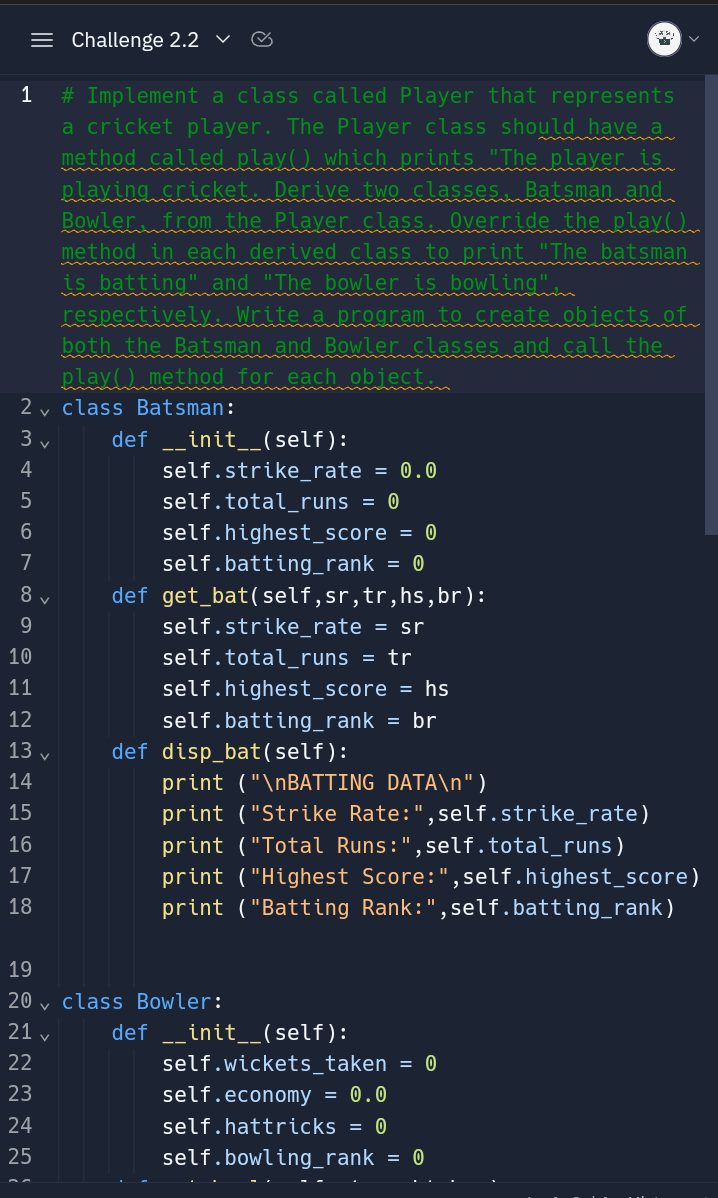 Challenge 2.2
1 # Implement a class called Player that represents
a cricket player. The Player class should have a
method called play() which prints "The player is
playing cricket. Derive two classes, Batsman and
Bowler, from the Player class. Override the play()
method in each derived class to print "The batsman
is batting" and "The bowler is bowling",
respectively. Write a program to create objects of
both the Batsman and Bowler classes and call the
play() method for each object.
2 class Batsman:
3 def __init__(self):
4 self.strike_rate = 0.0
5 self.total_runs = 0
6 self.highest_score = 0
7 self.batting_rank = 0
8 def get_bat(self,sr,tr,hs,br):
9 self.strike_rate = sr
10 self.total_runs = tr
11 self.highest_score = hs
12 self.batting_rank = br
13 def disp_bat(self):
14 print ("\nBATTING DATA\n")
15 print ("Strike Rate:",self.strike_rate)
16 print ("Total Runs:",self.total_runs)
17 print ("Highest Score:",self.highest_score)
18 print ("Batting Rank:",self.batting_rank)
19
20 class Bowler:
21 def __init__(self):
22 self.wickets_taken = 0
23 self.economy = 0.0
24 self.hattricks = 0
25 self.bowling_rank = 0